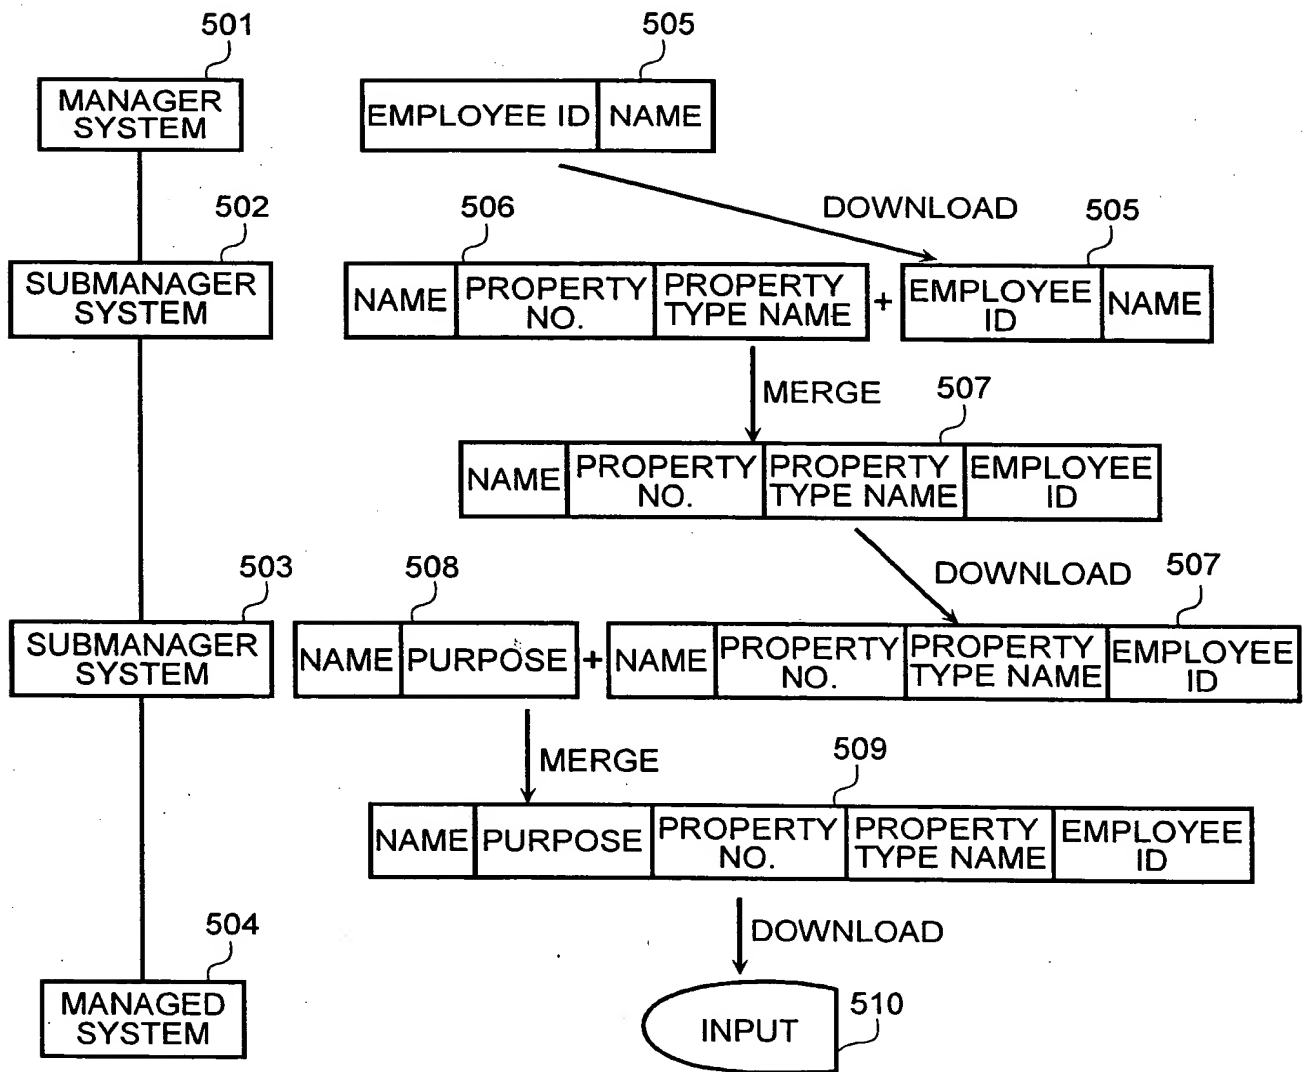 501
505
MANAGER
SYSTEM
EMPLOYEE ID
NAME
502
506
DOWNLOAD
505
SUBMANAGER
SYSTEM
NAME
PROPERTY
NO.
PROPERTY
TYPE NAME
+
EMPLOYEE
ID
NAME
MERGE
507
NAME
PROPERTY
NO.
PROPERTY
TYPE NAME
EMPLOYEE
ID
503
508
DOWNLOAD
507
SUBMANAGER
SYSTEM
NAME
PURPOSE
+
NAME
PROPERTY
NO.
PROPERTY
TYPE NAME
EMPLOYEE
ID
MERGE
509
NAME
PURPOSE
PROPERTY
NO.
PROPERTY
TYPE NAME
EMPLOYEE
ID
504
DOWNLOAD
MANAGED
SYSTEM
INPUT
510